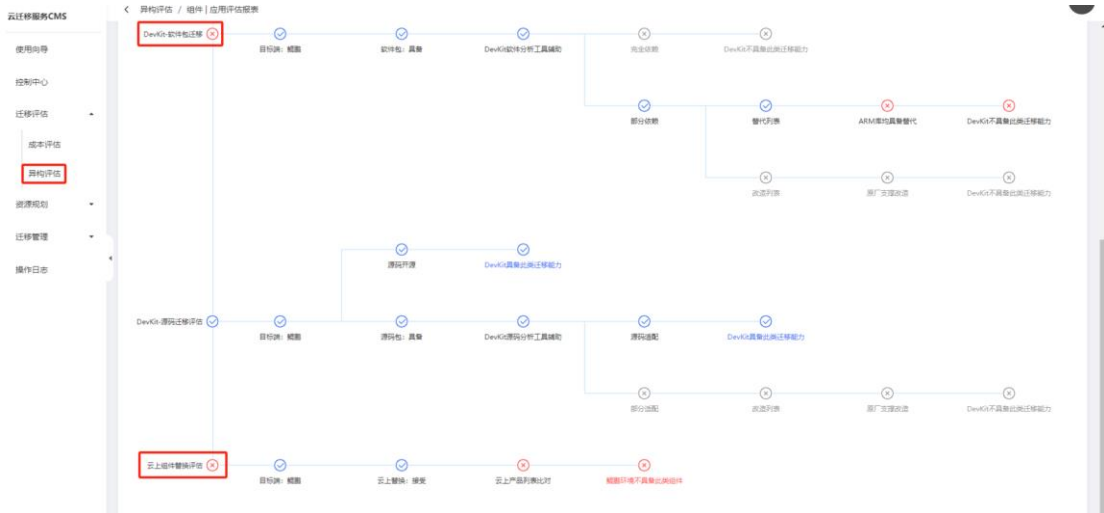 云迁移服务CMS
异构评估 / 组件 | 应用评估报表
使用向导
控制中心
迁移评估
成本评估
异构评估
资源规划
迁移管理
操作日志
DevKit-软件包迁移
目标端：鲲鹏
软件包：具备
DevKit软件分析工具辅助
完全依赖
DevKit不具备此类迁移能力
部分依赖
替代列表
ARM库均具备替代
DevKit不具备此类迁移能力
改造列表
原厂支撑改造
DevKit不具备此类迁移能力
源码开源
DevKit具备此类迁移能力
DevKit-源码迁移评估
目标端：鲲鹏
源码包：具备
DevKit源码分析工具辅助
源码适配
DevKit具备此类迁移能力
部分适配
改造列表
原厂支撑改造
DevKit不具备此类迁移能力
云上组件替换评估
目标端：鲲鹏
云上替换：接受
云上产品列表比对
鲲鹏环境不具备此类组件